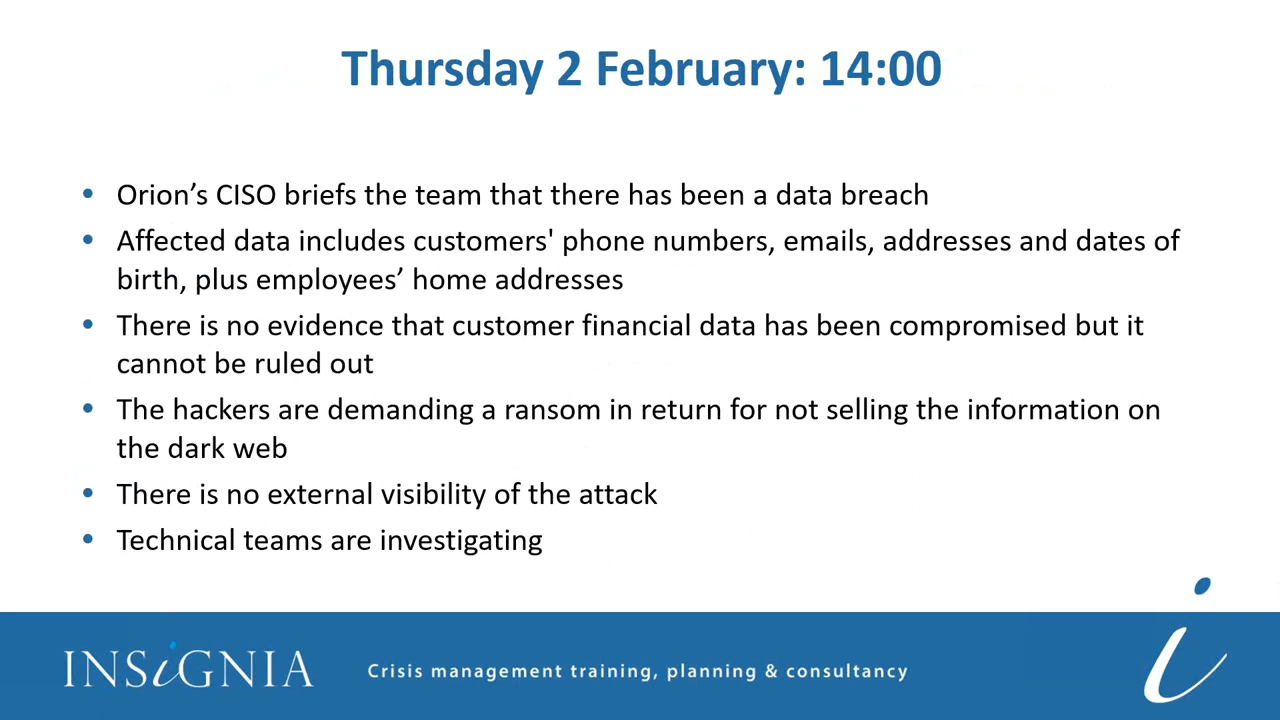 Thursday 2 February: 14:00
• Orion’s CISO briefs the team that there has been a data breach
• Affected data includes customers' phone numbers, emails, addresses and dates of
birth, plus employees’ home addresses
• There is no evidence that customer financial data has been compromised but it
cannot be ruled out
• The hackers are demanding a ransom in return for not selling the information on
the dark web
• There is no external visibility of the attack
• Technical teams are investigating
INSiGNIA
Crisis management training, planning & consultancy
i